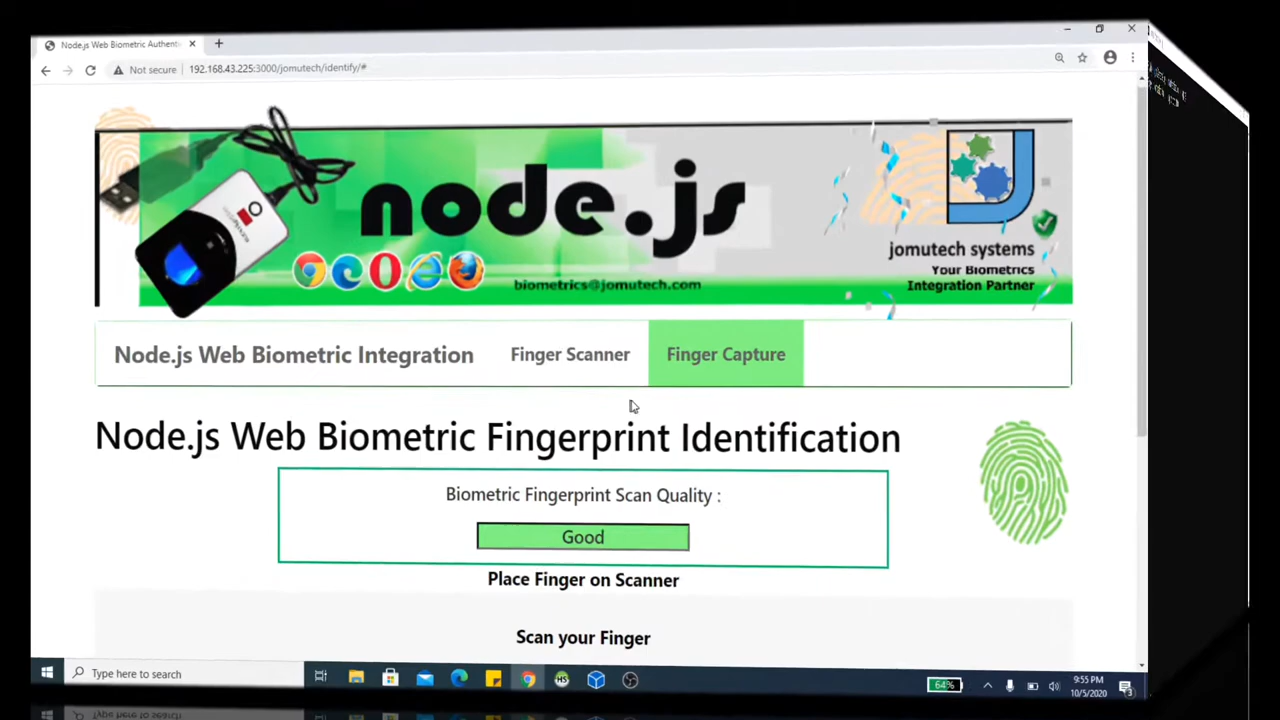 Node.js Web Biometric Authent
Not secure
192.168.43.225:3000/jomutech/identify/#
node.js
biometrics@jomutech.com
jomutech systems
Your Biometrics
Integration Partner
Node.js Web Biometric Integration
Finger Scanner
Finger Capture
Node.js Web Biometric Fingerprint Identification
Biometric Fingerprint Scan Quality :
Good
Place Finger on Scanner
Scan your Finger
Type here to search
64%
9:55 PM
10/5/2020